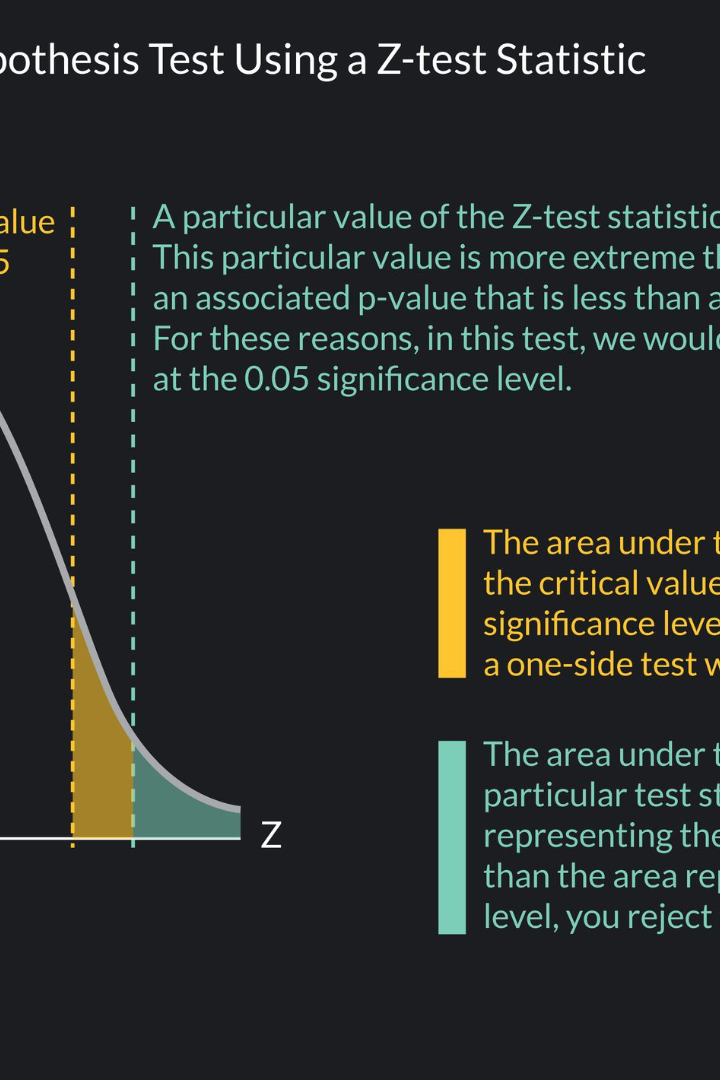 pothesis Test Using a Z-test Statistic
alue
5
A particular value of the Z-test statistic
This particular value is more extreme th
an associated p-value that is less than a
For these reasons, in this test, we would
at the 0.05 significance level.
The area under t
the critical value
significance leve
a one-side test w
The area under t
particular test st
representing the
than the area rep
level, you reject
Z